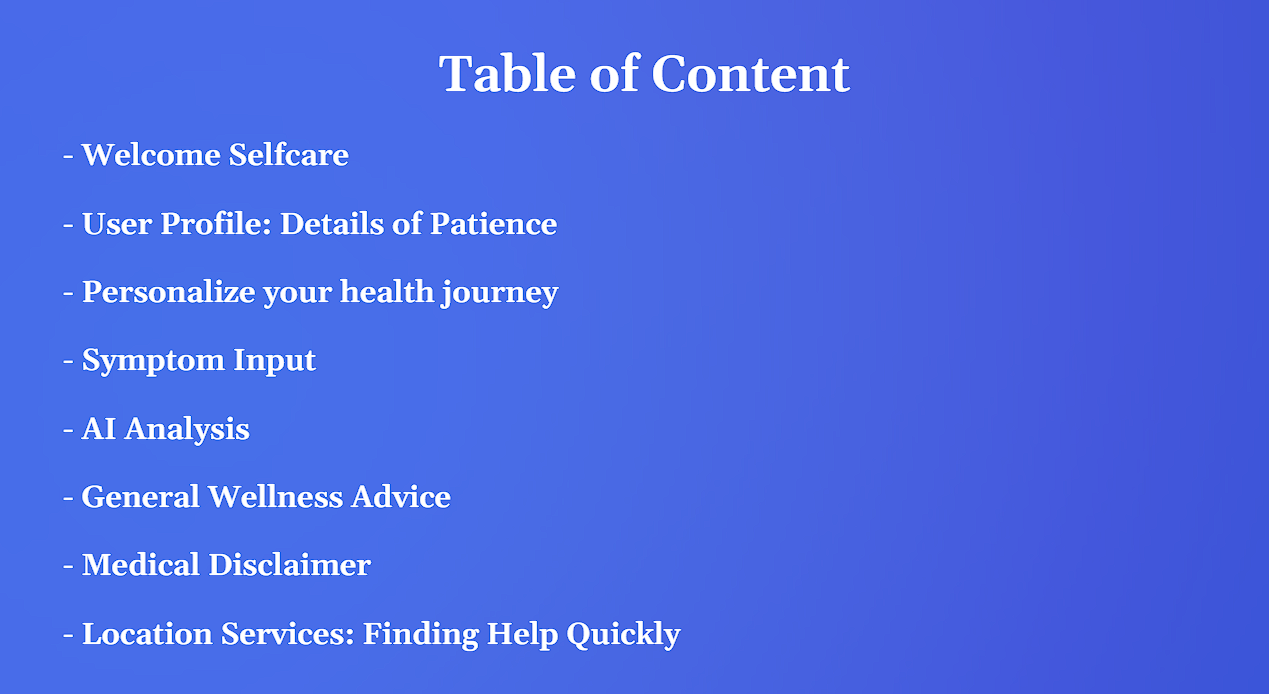 Table of Content
- Welcome Selfcare
- User Profile: Details of Patience
- Personalize your health journey
- Symptom Input
- AI Analysis
- General Wellness Advice
- Medical Disclaimer
- Location Services: Finding Help Quickly